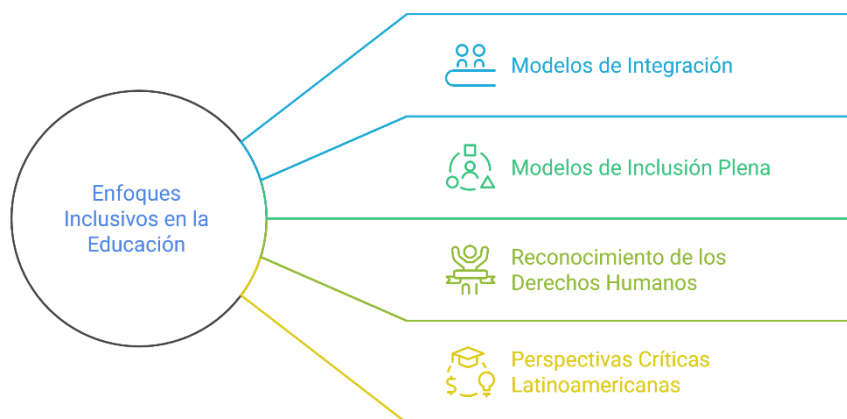 Enfoques
Inclusivos en la
Educación
Modelos de Integración
Modelos de Inclusión Plena
Reconocimiento de los
Derechos Humanos
Perspectivas Críticas
Latinoamericanas
$